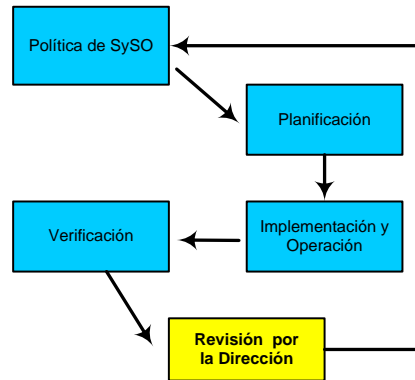 Política de SySO
Planificación
Implementación y
Operación
Verificación
Revisión por
la Dirección